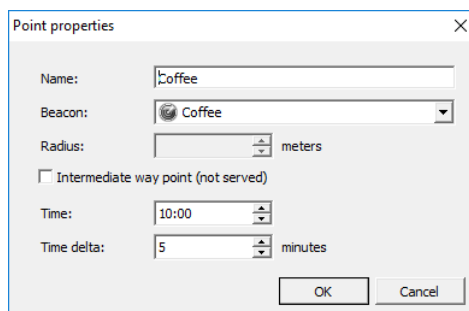 Point properties
Name: Coffee
Beacon: Coffee
Radius: meters
Intermediate way point (not served)
Time: 10:00
Time delta: 5 minutes
OK Cancel